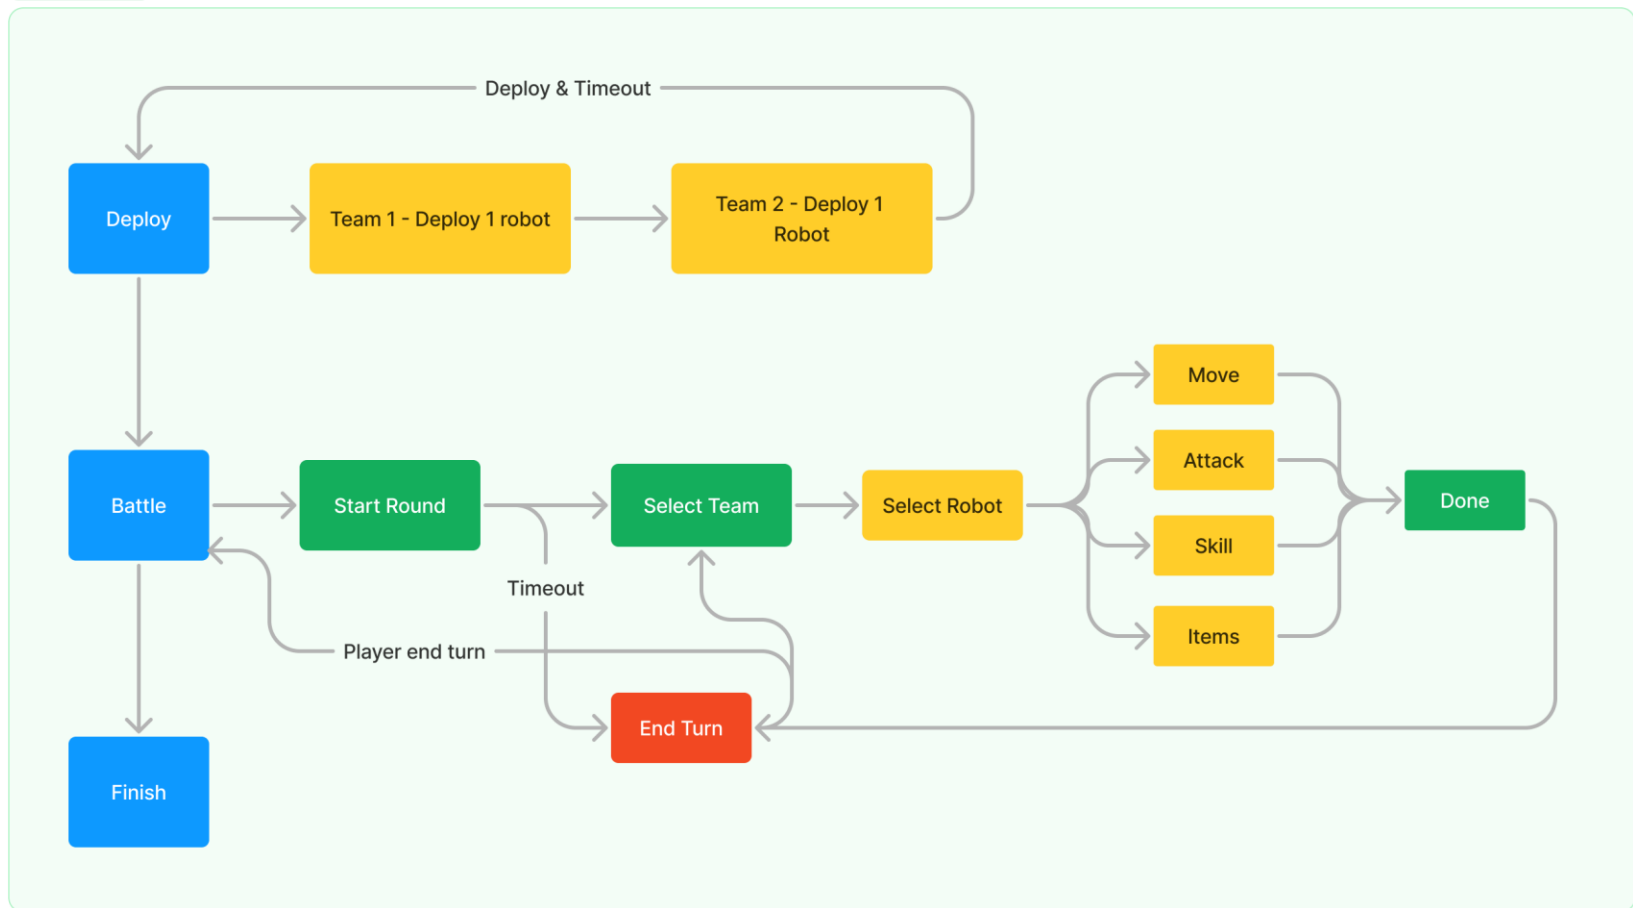 Deploy & Timeout
Deploy
Team 1 - Deploy 1 robot
Team 2 - Deploy 1
Robot
Move
Attack
Battle
Start Round
Select Team
Select Robot
Done
Skill
Timeout
Items
Player end turn
End Turn
Finish